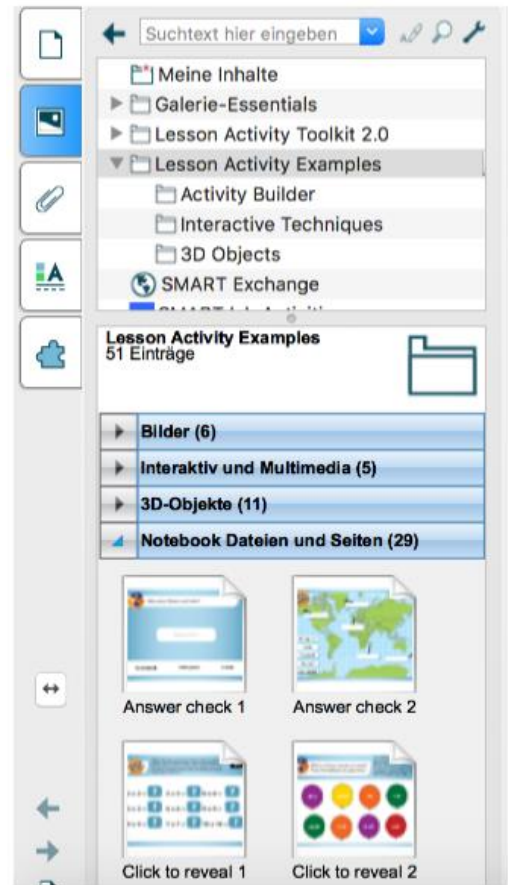 Suchtext hier eingeben
Meine Inhalte
Galerie-Essentials
Lesson Activity Toolkit 2.0
Lesson Activity Examples
Activity Builder
Interactive Techniques
3D Objects
SMART Exchange
Lesson Activity Examples
51 Einträge
Bilder (6)
Interaktiv und Multimedia (5)
3D-Objekte (11)
Notebook Dateien und Seiten (29)
Answer check 1
Answer check 2
Click to reveal 1
Click to reveal 2